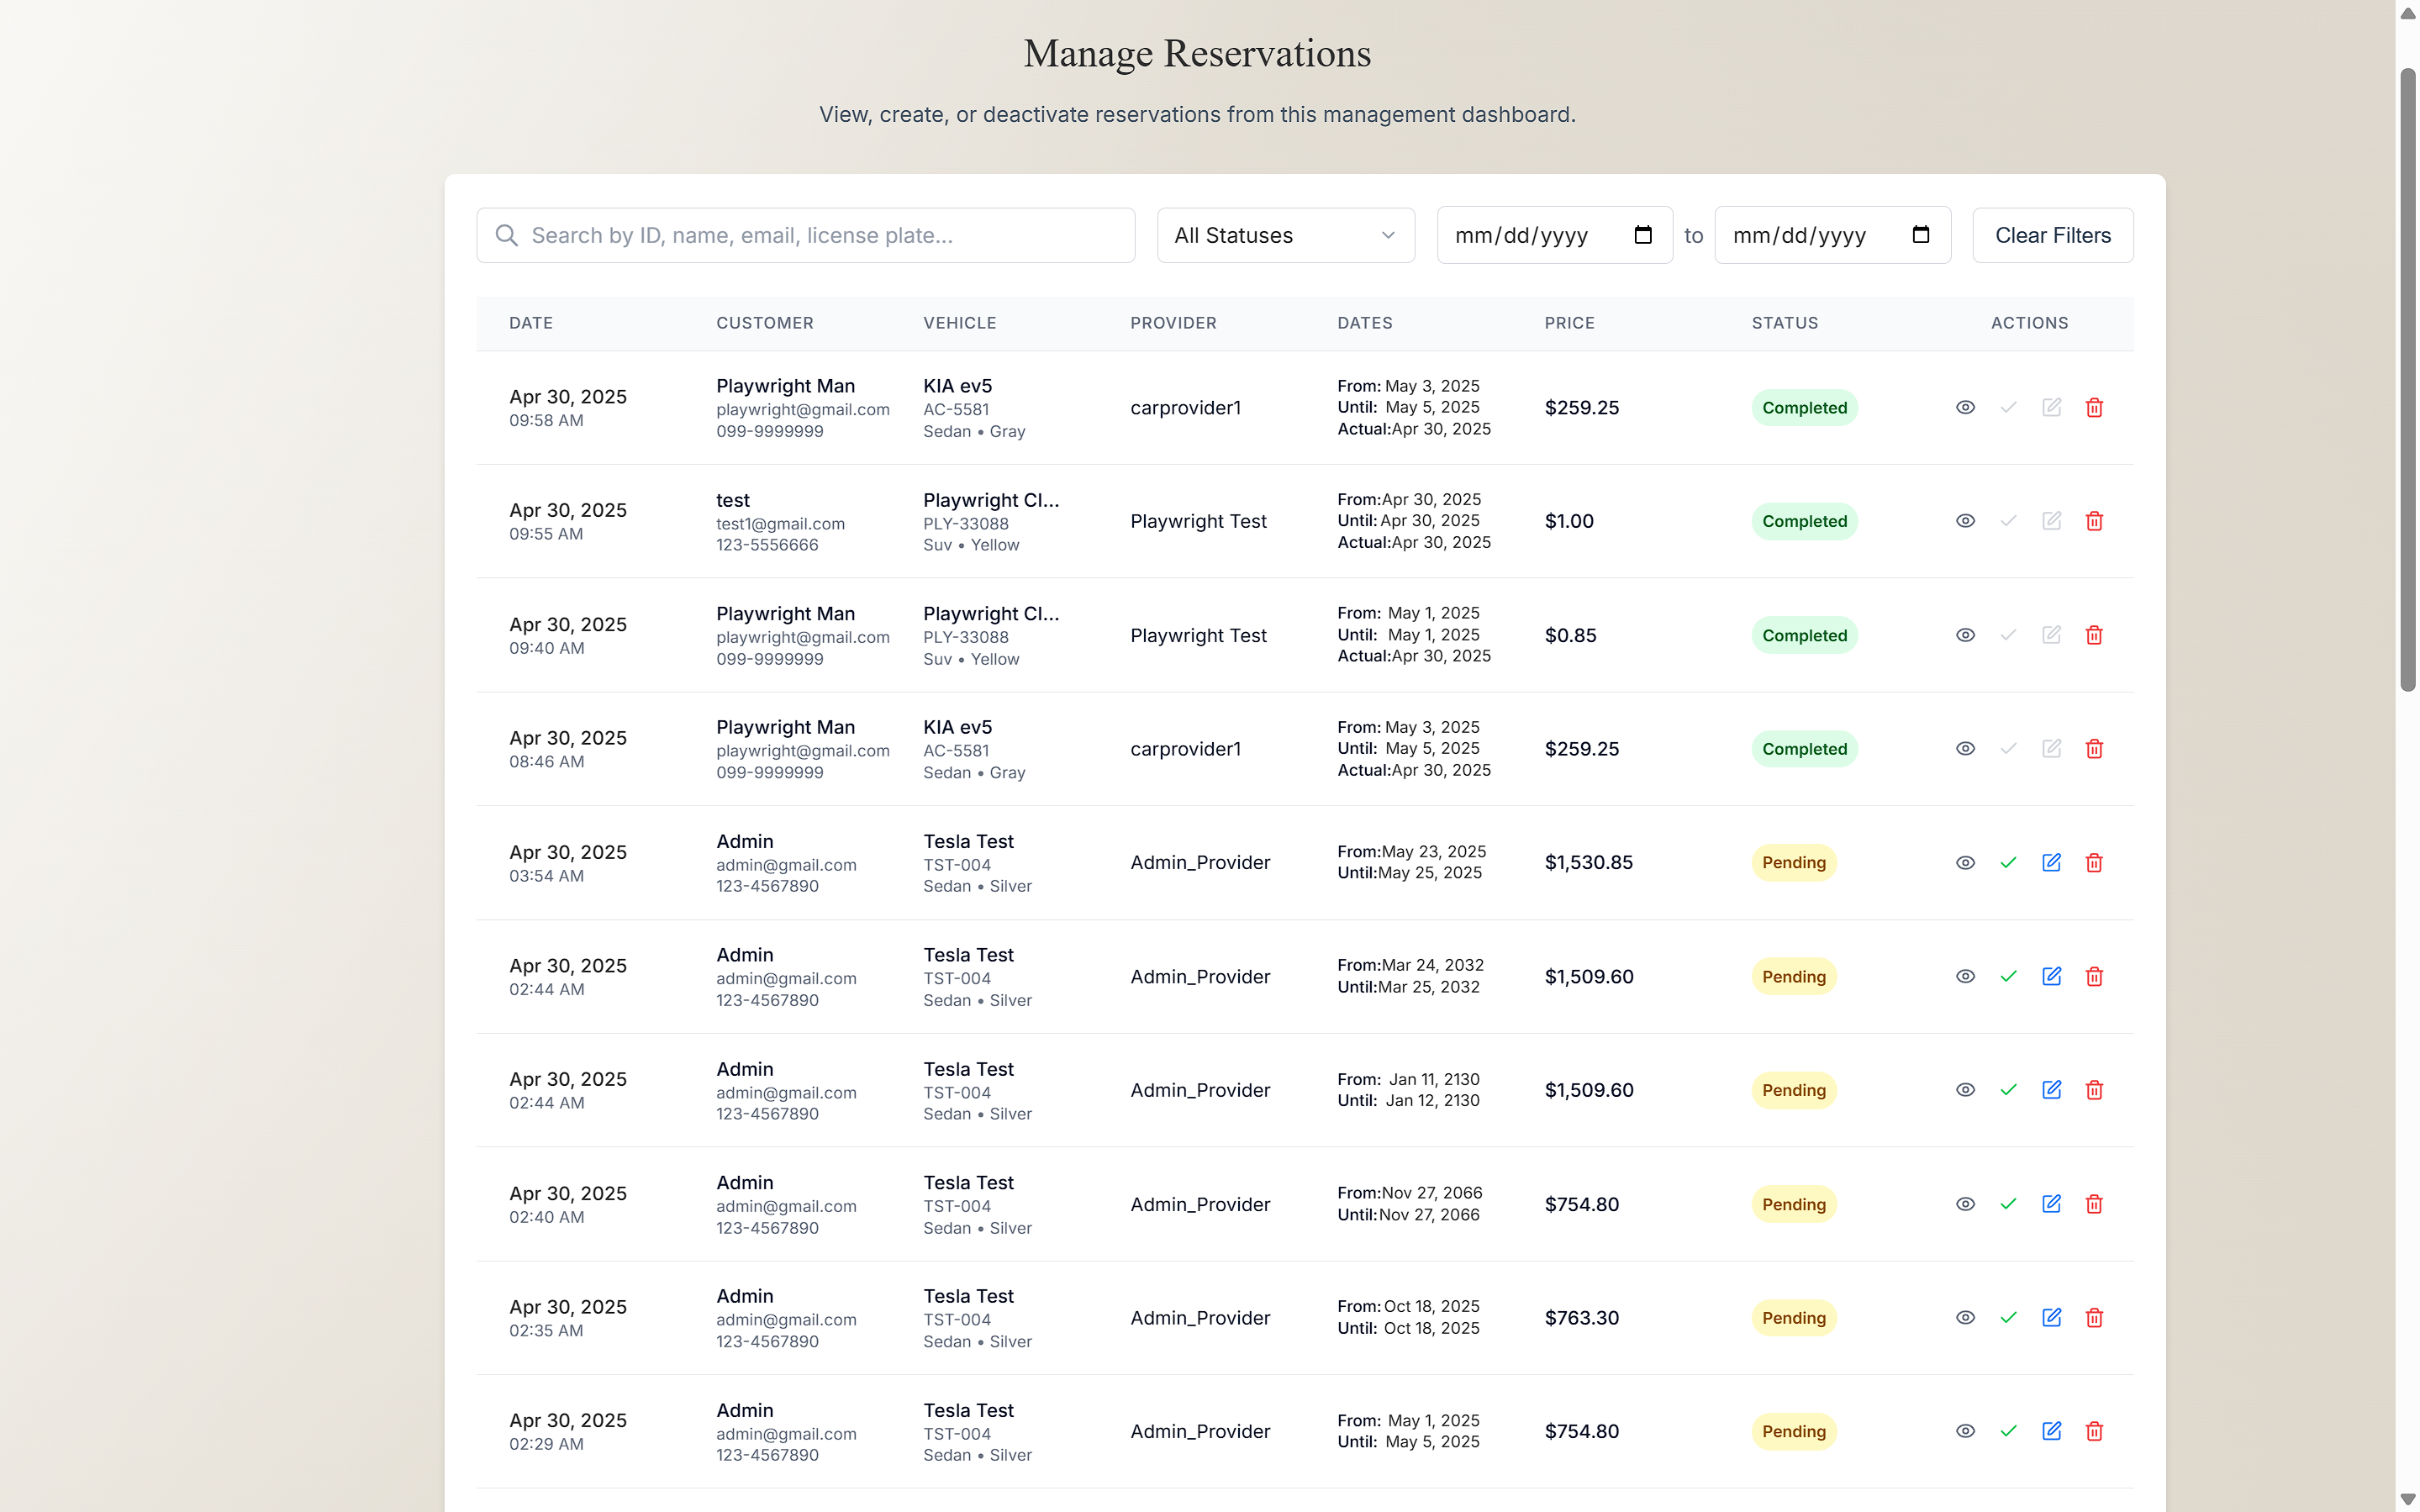 Manage Reservations
View, create, or deactivate reservations from this management dashboard.
Search by ID, name, email, license plate...
All Statuses
mm/dd/yyyy
to
mm/dd/yyyy
Clear Filters
DATE CUSTOMER VEHICLE PROVIDER DATES PRICE STATUS ACTIONS
Apr 30, 2025
09:58 AM
Playwright Man
playwright@gmail.com
099-9999999
KIA ev5
AC-5581
Sedan • Gray
carprovider1
From: May 3, 2025
Until: May 5, 2025
Actual:Apr 30, 2025
$259.25
Completed
Apr 30, 2025
09:55 AM
test
test1@gmail.com
123-5556666
Playwright Cl...
PLY-33088
Suv • Yellow
Playwright Test
From:Apr 30, 2025
Until:Apr 30, 2025
Actual:Apr 30, 2025
$1.00
Completed
Apr 30, 2025
09:40 AM
Playwright Man
playwright@gmail.com
099-9999999
Playwright Cl...
PLY-33088
Suv • Yellow
Playwright Test
From: May 1, 2025
Until: May 1, 2025
Actual:Apr 30, 2025
$0.85
Completed
Apr 30, 2025
08:46 AM
Playwright Man
playwright@gmail.com
099-9999999
KIA ev5
AC-5581
Sedan • Gray
carprovider1
From: May 3, 2025
Until: May 5, 2025
Actual:Apr 30, 2025
$259.25
Completed
Apr 30, 2025
03:54 AM
Admin
admin@gmail.com
123-4567890
Tesla Test
TST-004
Sedan • Silver
Admin_Provider
From:May 23, 2025
Until:May 25, 2025
$1,530.85
Pending
Apr 30, 2025
02:44 AM
Admin
admin@gmail.com
123-4567890
Tesla Test
TST-004
Sedan • Silver
Admin_Provider
From:Mar 24, 2032
Until:Mar 25, 2032
$1,509.60
Pending
Apr 30, 2025
02:44 AM
Admin
admin@gmail.com
123-4567890
Tesla Test
TST-004
Sedan • Silver
Admin_Provider
From: Jan 11, 2130
Until: Jan 12, 2130
$1,509.60
Pending
Apr 30, 2025
02:40 AM
Admin
admin@gmail.com
123-4567890
Tesla Test
TST-004
Sedan • Silver
Admin_Provider
From:Nov 27, 2066
Until:Nov 27, 2066
$754.80
Pending
Apr 30, 2025
02:35 AM
Admin
admin@gmail.com
123-4567890
Tesla Test
TST-004
Sedan • Silver
Admin_Provider
From: Oct 18, 2025
Until: Oct 18, 2025
$763.30
Pending
Apr 30, 2025
02:29 AM
Admin
admin@gmail.com
123-4567890
Tesla Test
TST-004
Sedan • Silver
Admin_Provider
From: May 1, 2025
Until: May 5, 2025
$754.80
Pending